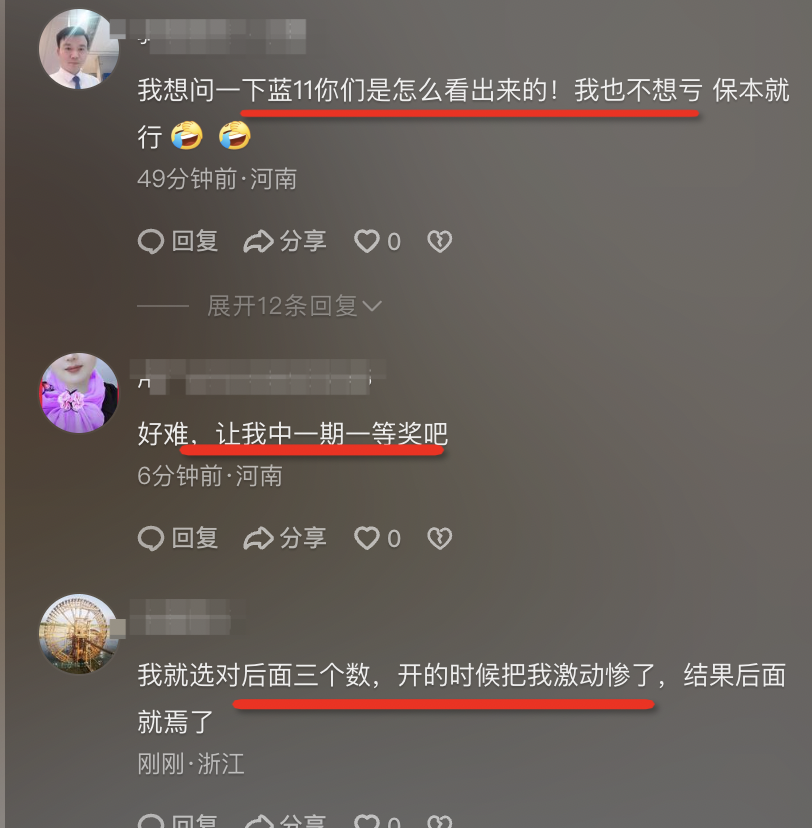 我想问一下蓝11你们是怎么看出来的！我也不想亏 保本就
行
49分钟前·河南
回复 分享 0
展开12条回复
好难，让我中一期一等奖吧
6分钟前·河南
回复 分享 0
我就选对后面三个数，开的时候把我激动惨了，结果后面
就焉了
刚刚·浙江
回复 分享 0